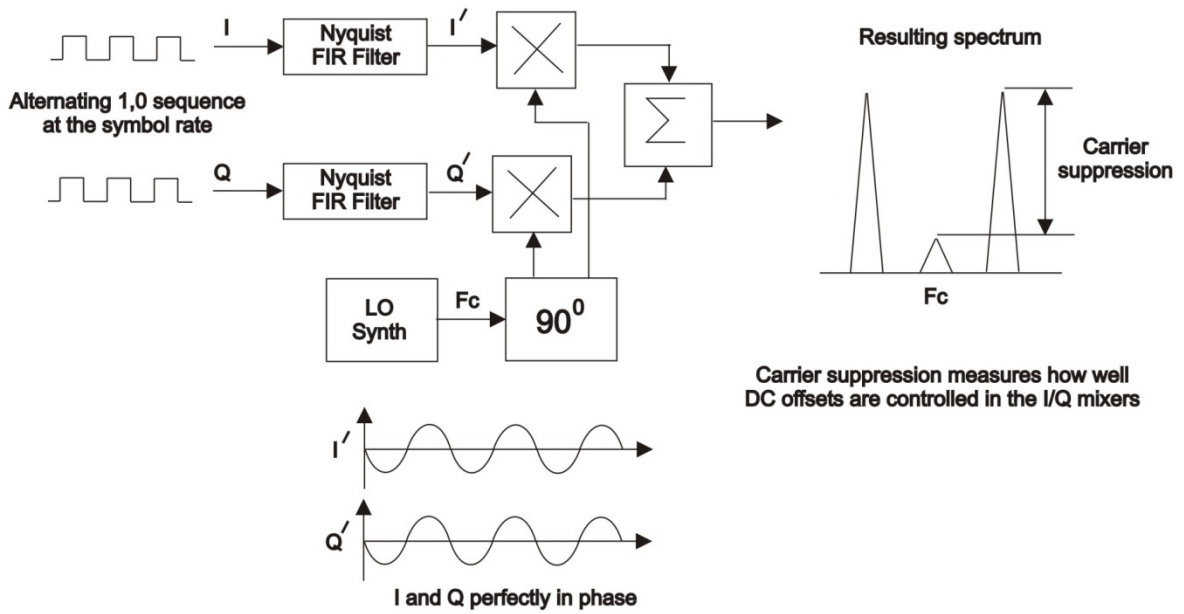 I
Nyquist
FIR Filter
I′
Alternating 1,0 sequence
at the symbol rate
Q
Nyquist
FIR Filter
Q′
Σ
LO
Synth
Fc
90⁰
Resulting spectrum
Carrier
suppression
Fc
Carrier suppression measures how well
DC offsets are controlled in the I/Q mixers
I′
Q′
I and Q perfectly in phase